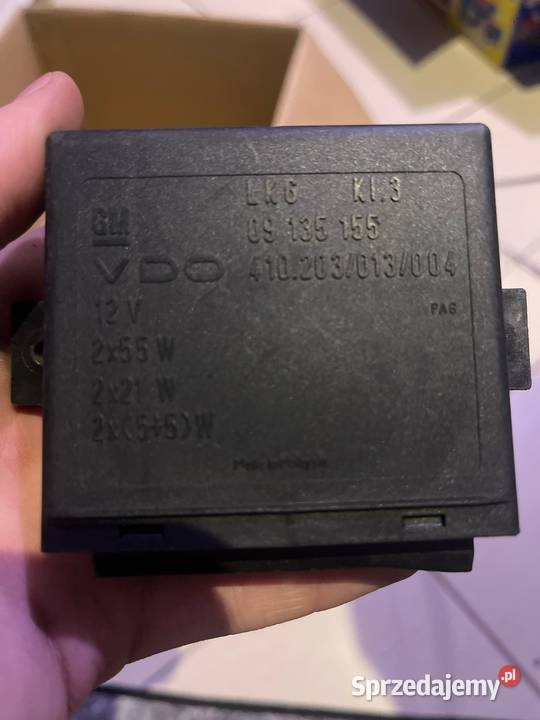 LKG Kl.3
GM 09 135 155
VDO 410.203/013/004
12 V PA6
2x55 W
2x21 W
2x(5+5)W
Sprzedajemy.pl